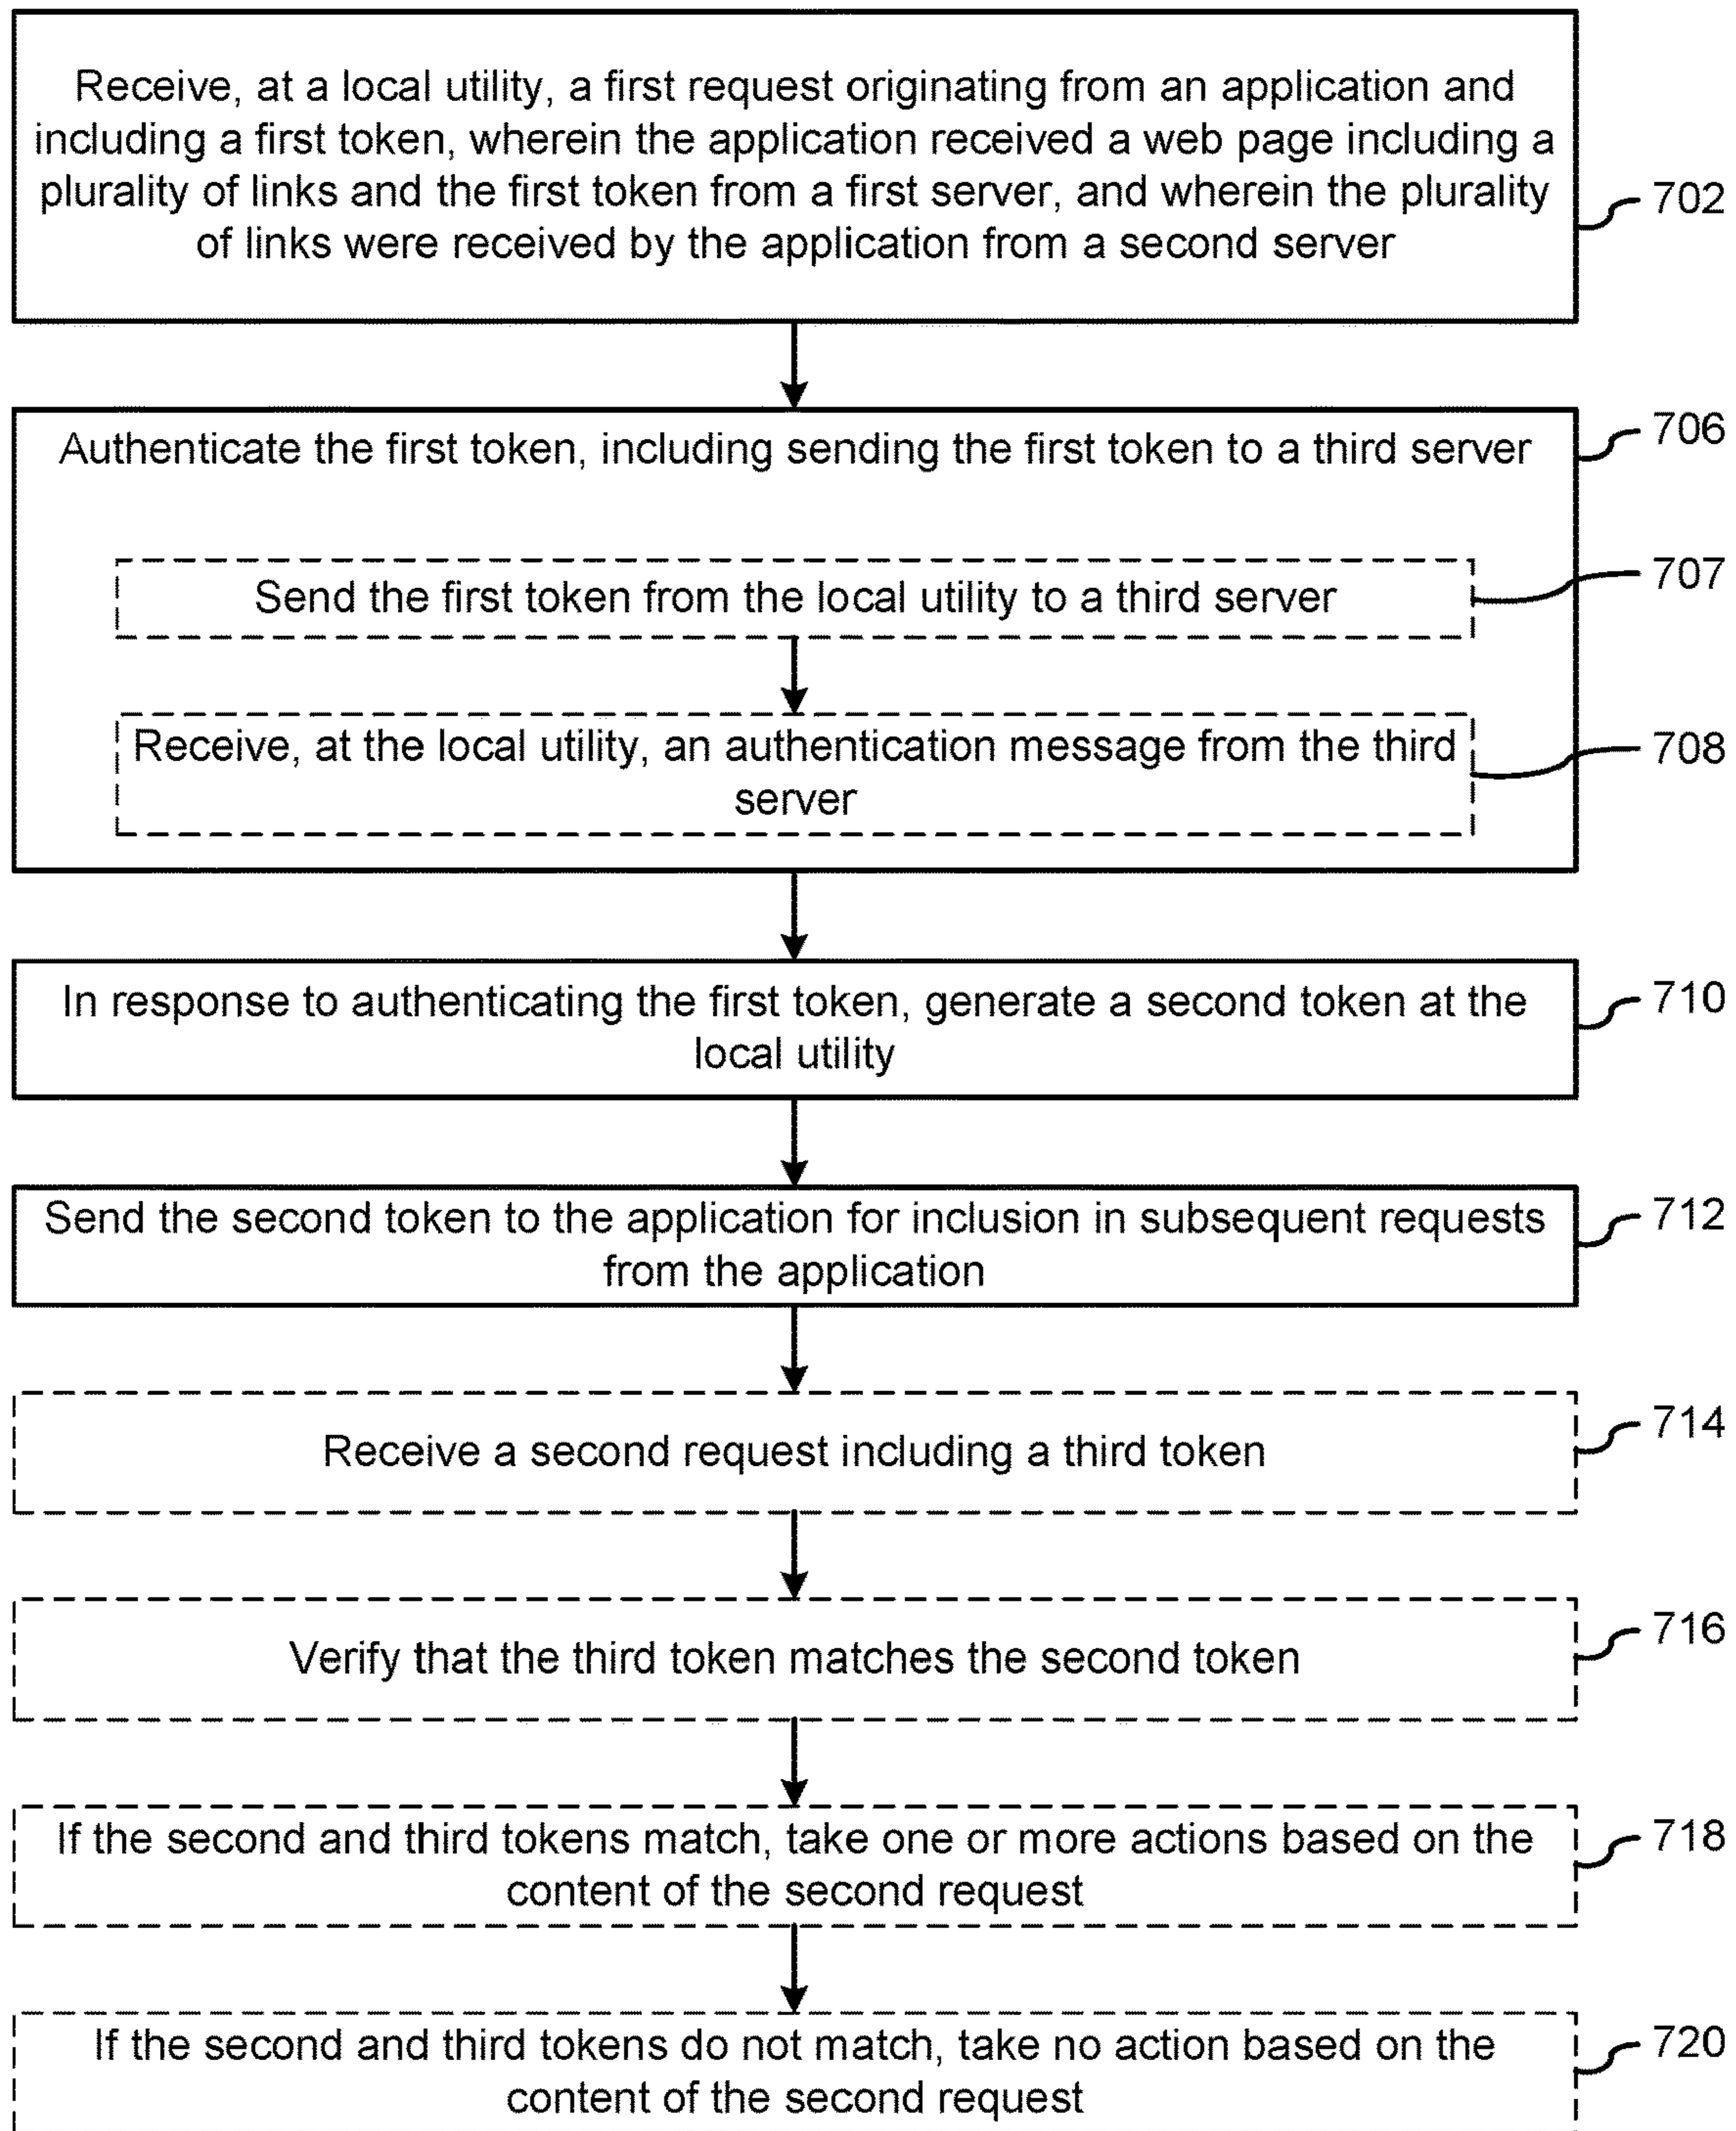 Receive, at a local utility, a first request originating from an application and
including a first token, wherein the application received a web page including a
plurality of links and the first token from a first server, and wherein the plurality
of links were received by the application from a second server
702
Authenticate the first token, including sending the first token to a third server
706
Send the first token from the local utility to a third server
707
Receive, at the local utility, an authentication message from the third
server
708
In response to authenticating the first token, generate a second token at the
local utility
710
Send the second token to the application for inclusion in subsequent requests
from the application
712
Receive a second request including a third token
714
Verify that the third token matches the second token
716
If the second and third tokens match, take one or more actions based on the
content of the second request
718
If the second and third tokens do not match, take no action based on the
content of the second request
720